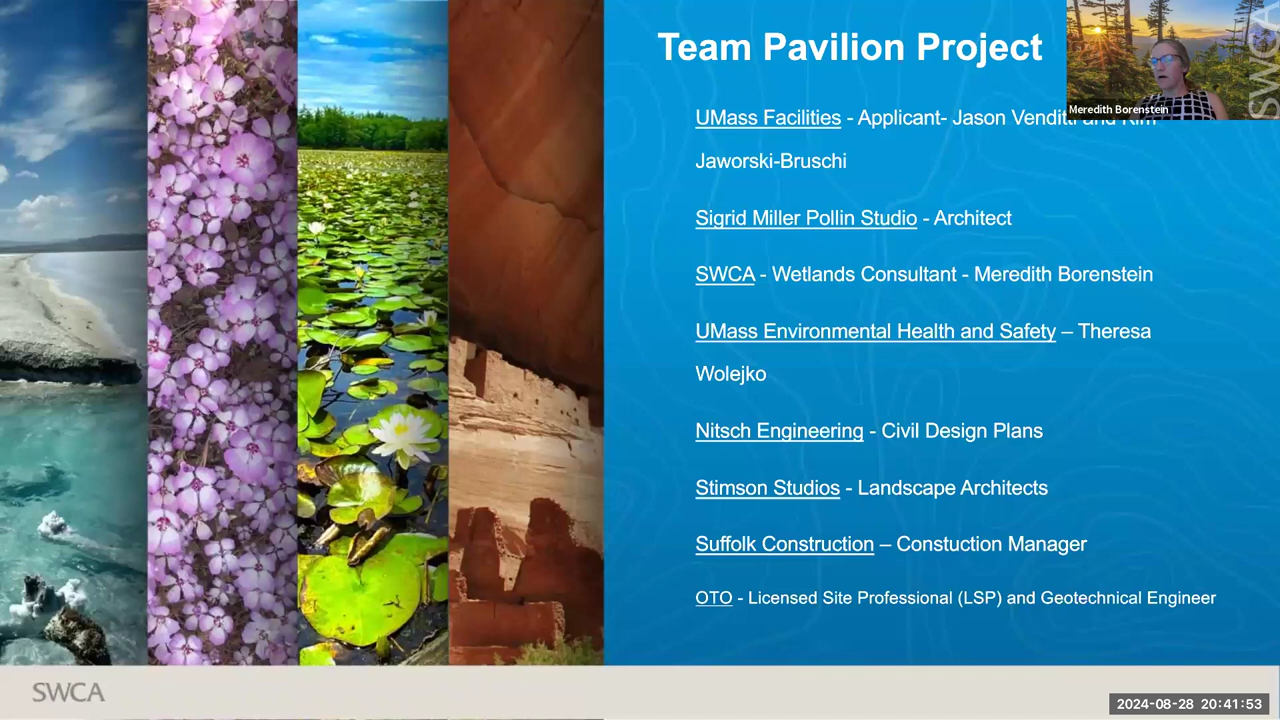 Team Pavilion Project
SWCA
Meredith Borenstein
UMass Facilities - Applicant- Jason Venditti and Kim
Jaworski-Bruschi
Sigrid Miller Pollin Studio - Architect
SWCA - Wetlands Consultant - Meredith Borenstein
UMass Environmental Health and Safety – Theresa
Wolejko
Nitsch Engineering - Civil Design Plans
Stimson Studios - Landscape Architects
Suffolk Construction – Constuction Manager
OTO - Licensed Site Professional (LSP) and Geotechnical Engineer
SWCA
2024-08-28 20:41:53